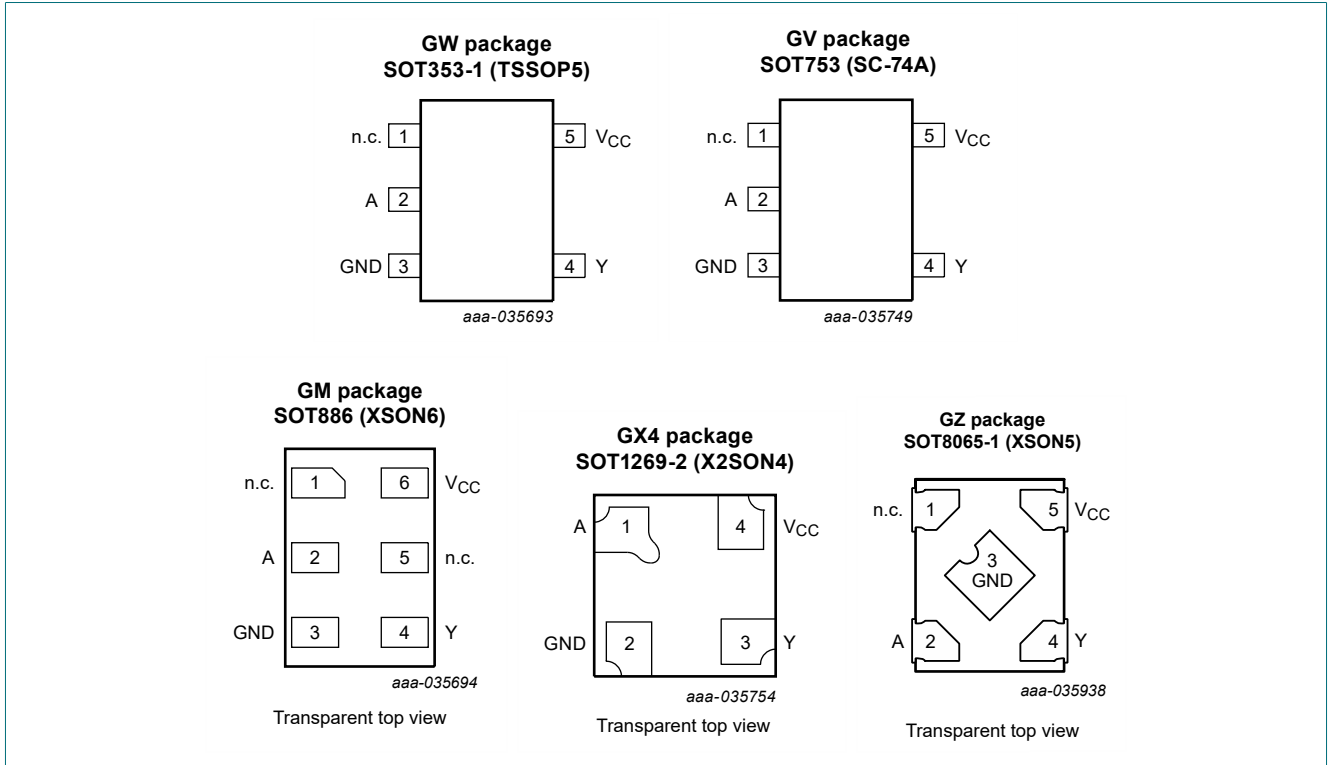 GW package
SOT353-1 (TSSOP5)
n.c. 1 5 VCC
A 2
GND 3 4 Y
aaa-035693
GV package
SOT753 (SC-74A)
n.c. 1 5 VCC
A 2
GND 3 4 Y
aaa-035749
GM package
SOT886 (XSON6)
n.c. 1 6 VCC
A 2 5 n.c.
GND 3 4 Y
aaa-035694
Transparent top view
GX4 package
SOT1269-2 (X2SON4)
A 1 4 VCC
GND 2 3 Y
aaa-035754
Transparent top view
GZ package
SOT8065-1 (XSON5)
n.c. 1 5 VCC
3
GND
A 2 4 Y
aaa-035938
Transparent top view